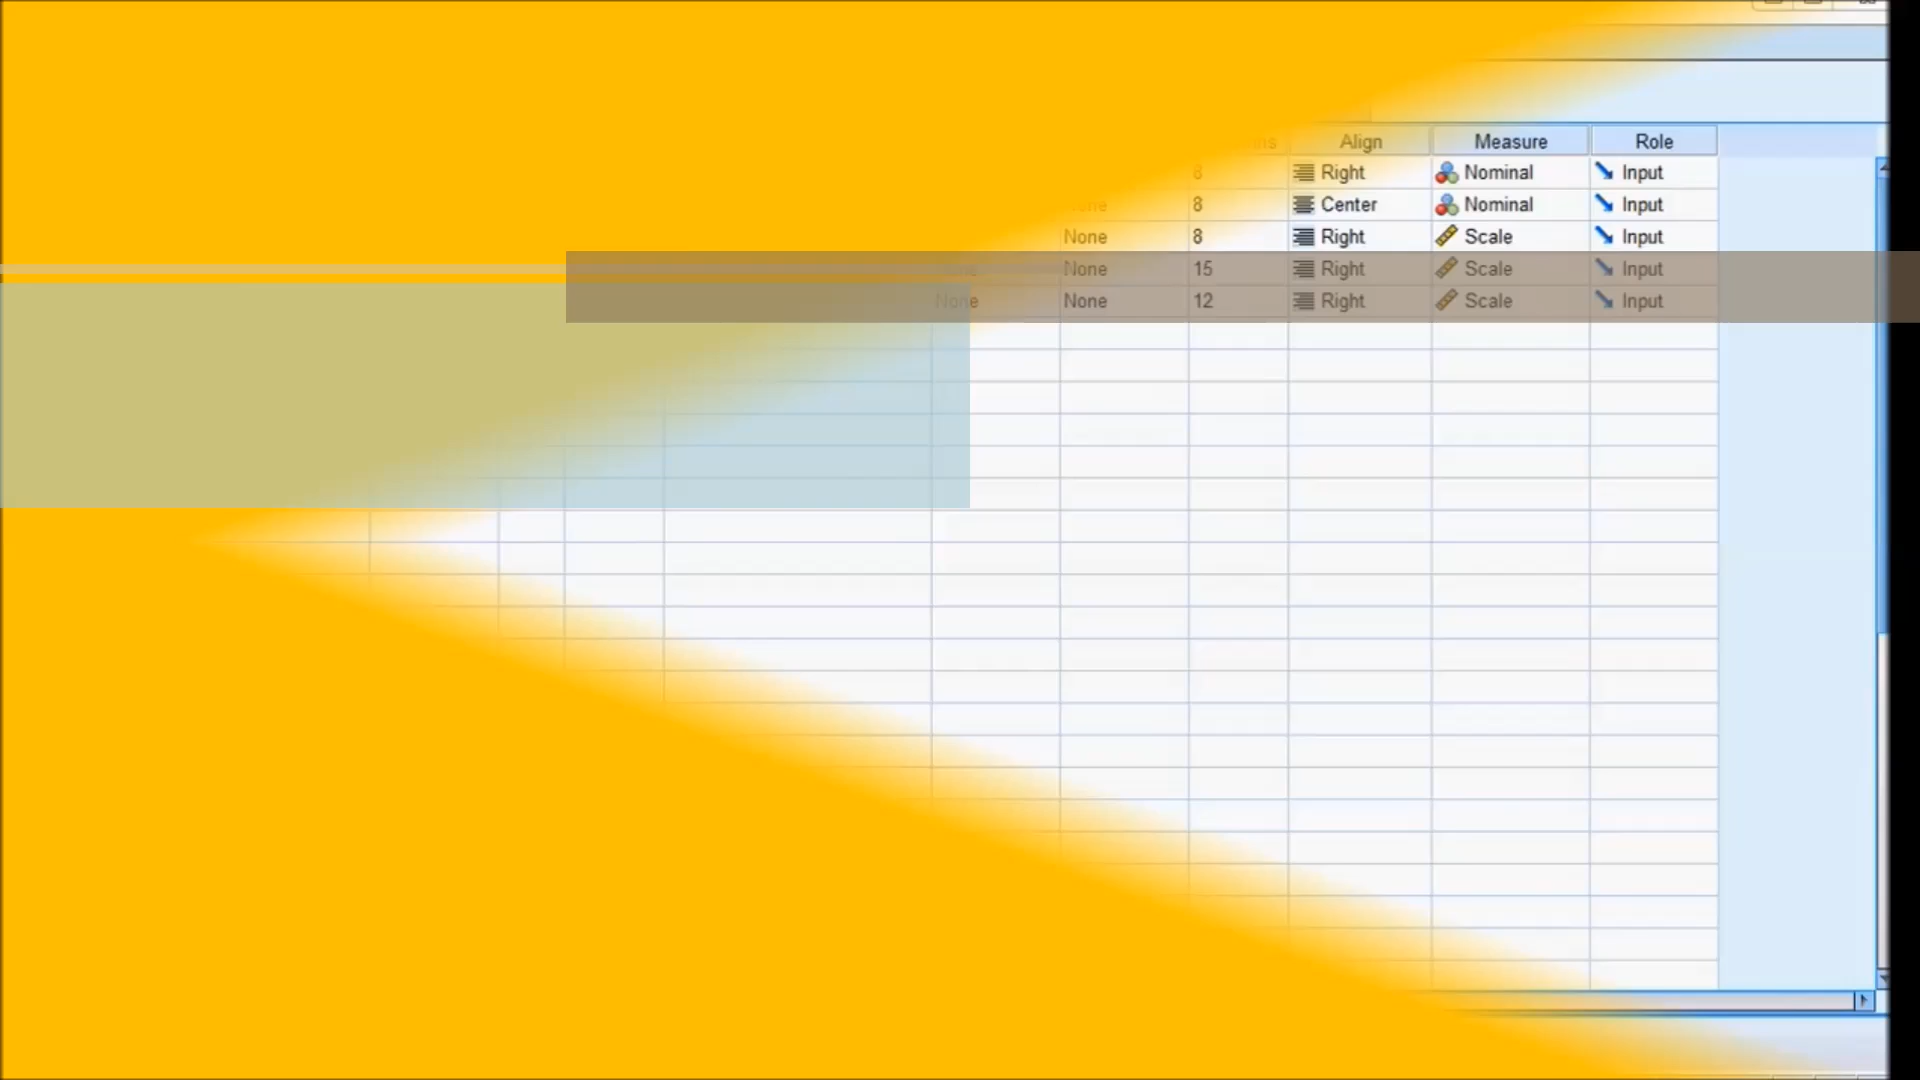 Align Measure Role
8 Right Nominal Input
8 Center Nominal Input
None 8 Right Scale Input
None 15 Right Scale Input
None None 12 Right Scale Input